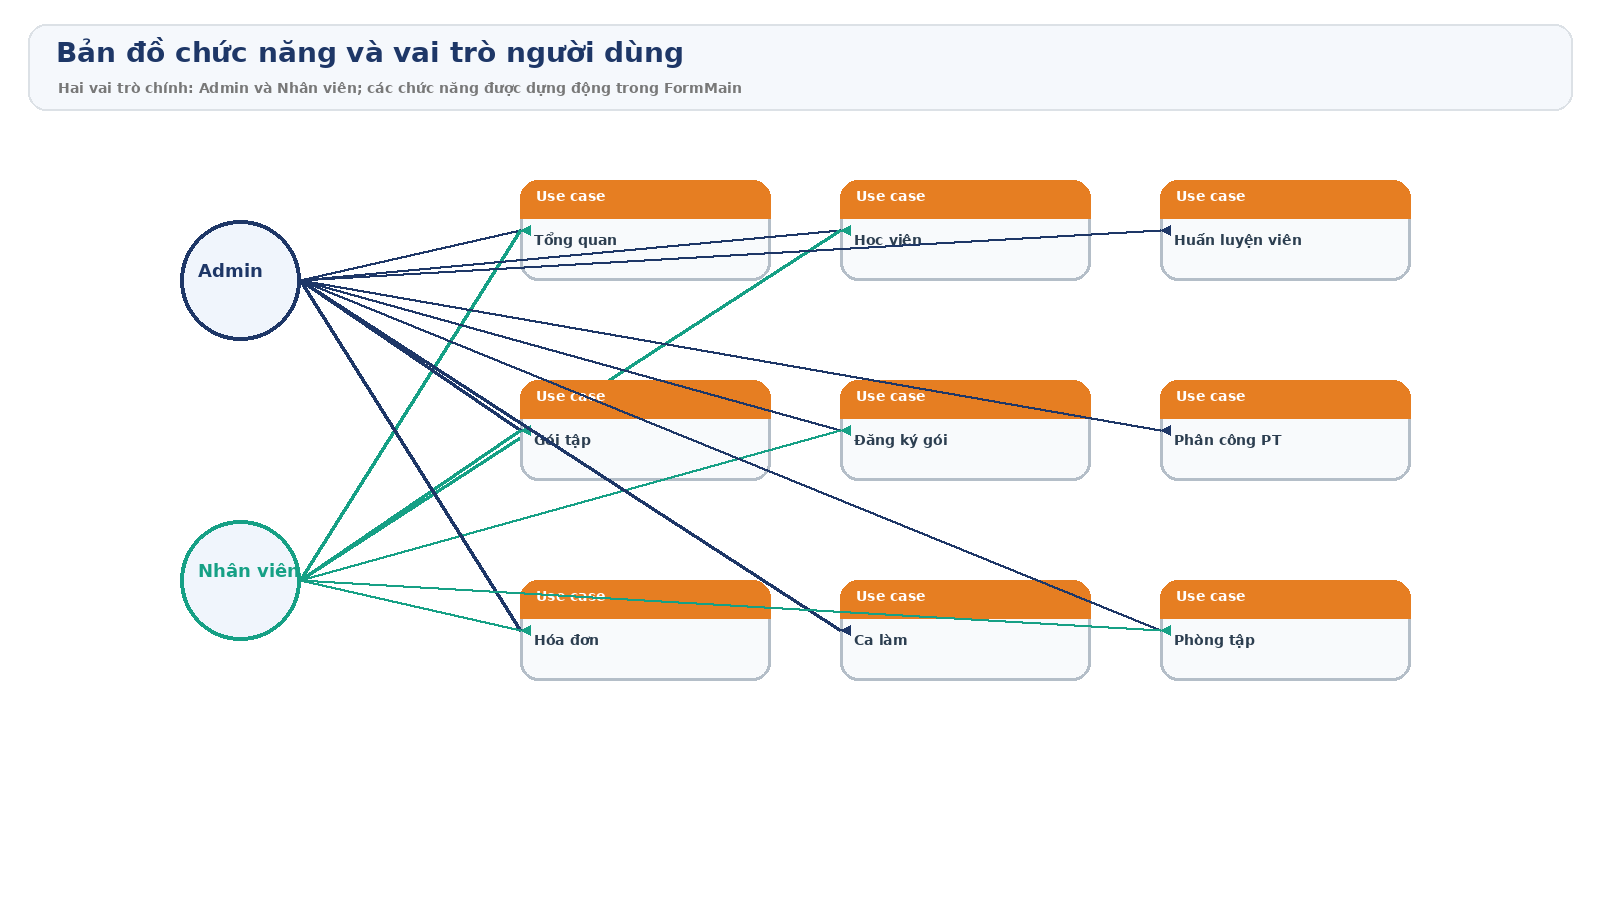 Bản đồ chức năng và vai trò người dùng
Hai vai trò chính: Admin và Nhân viên; các chức năng được dựng động trong FormMain
Admin
Nhân viên
Use case
Tổng quan
Use case
Học viên
Use case
Huấn luyện viên
Use case
Gói tập
Use case
Đăng ký gói
Use case
Phân công PT
Use case
Hóa đơn
Use case
Ca làm
Use case
Phòng tập